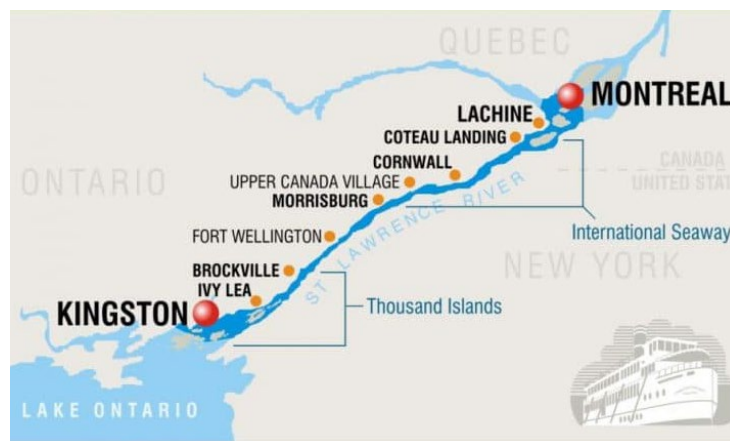 QUEBEC
MONTREAL
LACHINE
COTEAU LANDING
CORNWALL
CANADA
UNITED STAT
ONTARIO
UPPER CANADA VILLAGE
MORRISBURG
ST LAWRENCE RIVER
International Seaway
FORT WELLINGTON
NEW YORK
BROCKVILLE
IVY LEA
KINGSTON
Thousand Islands
LAKE ONTARIO